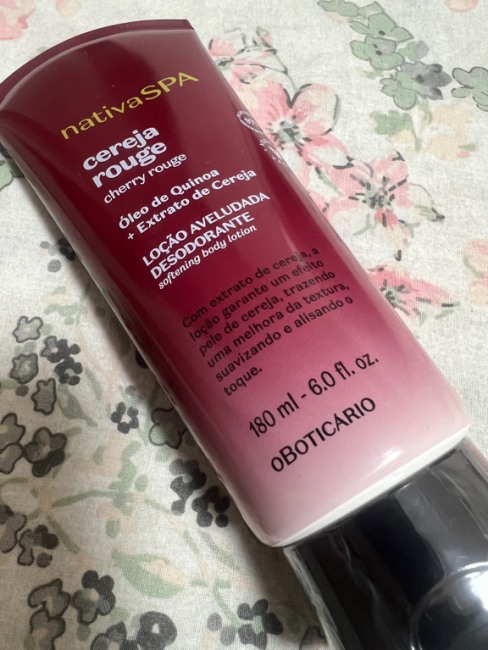 nativaSPA
cereja
rouge
cherry rouge
Óleo de Quinoa
+ Extrato de Cereja
LOÇÃO AVELUDADA
DESODORANTE
softening body lotion
Com extrato de cereja, a
loção garante um efeito
pele de cereja, trazendo
uma melhora da textura,
suavizando e alisando o
toque.
180 ml - 6.0 fl. oz.
oBOTICÁRIO